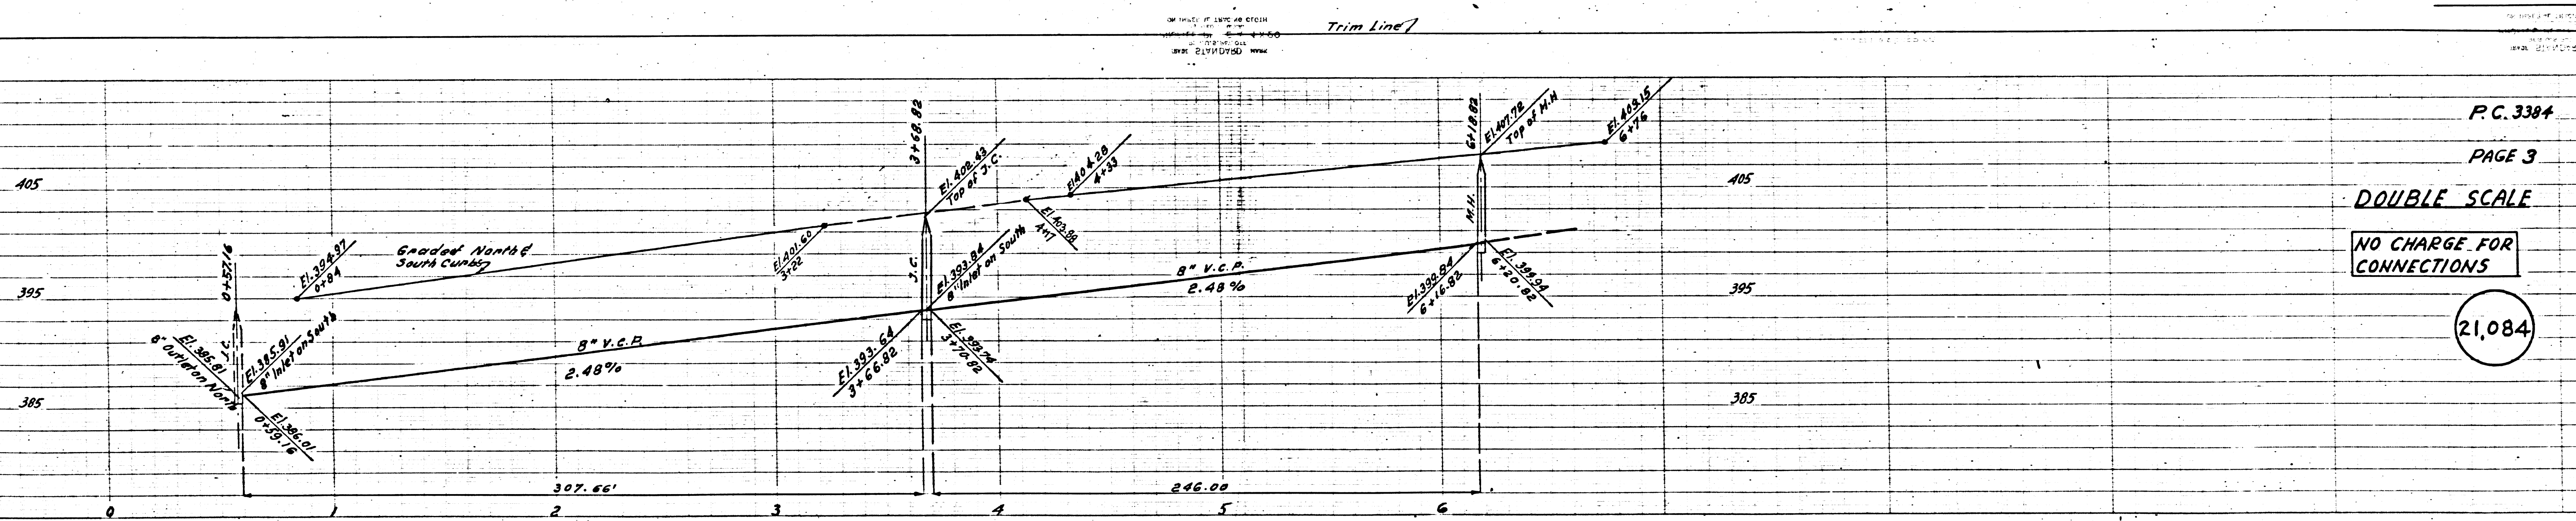 Trim Line
STANDARD
P.C. 3384
PAGE 3
DOUBLE SCALE
NO CHARGE FOR
CONNECTIONS
21,084
405
395
385
405
395
385
0+57.16
J.C.
El. 385.81
8" Outlet on North
El. 385.91
8" Inlet on South
El. 386.01
0+59.16
El. 394.97
0+84
Graded North &
South Curbs
8" V.C.P.
2.48%
El. 401.60
3+22
3+68.82
J.C.
El. 402.43
Top of J.C.
El. 393.84
8" Inlet on South
El. 393.64
3+66.82
El. 393.74
3+70.82
El. 403.88
4+17
El. 404.28
4+33
8" V.C.P.
2.48%
6+18.82
M.H.
El. 407.72
Top of M.H
El. 409.15
6+76
El. 399.84
6+16.82
El. 399.94
6+20.82
307.66'
246.00
0
1
2
3
4
5
6